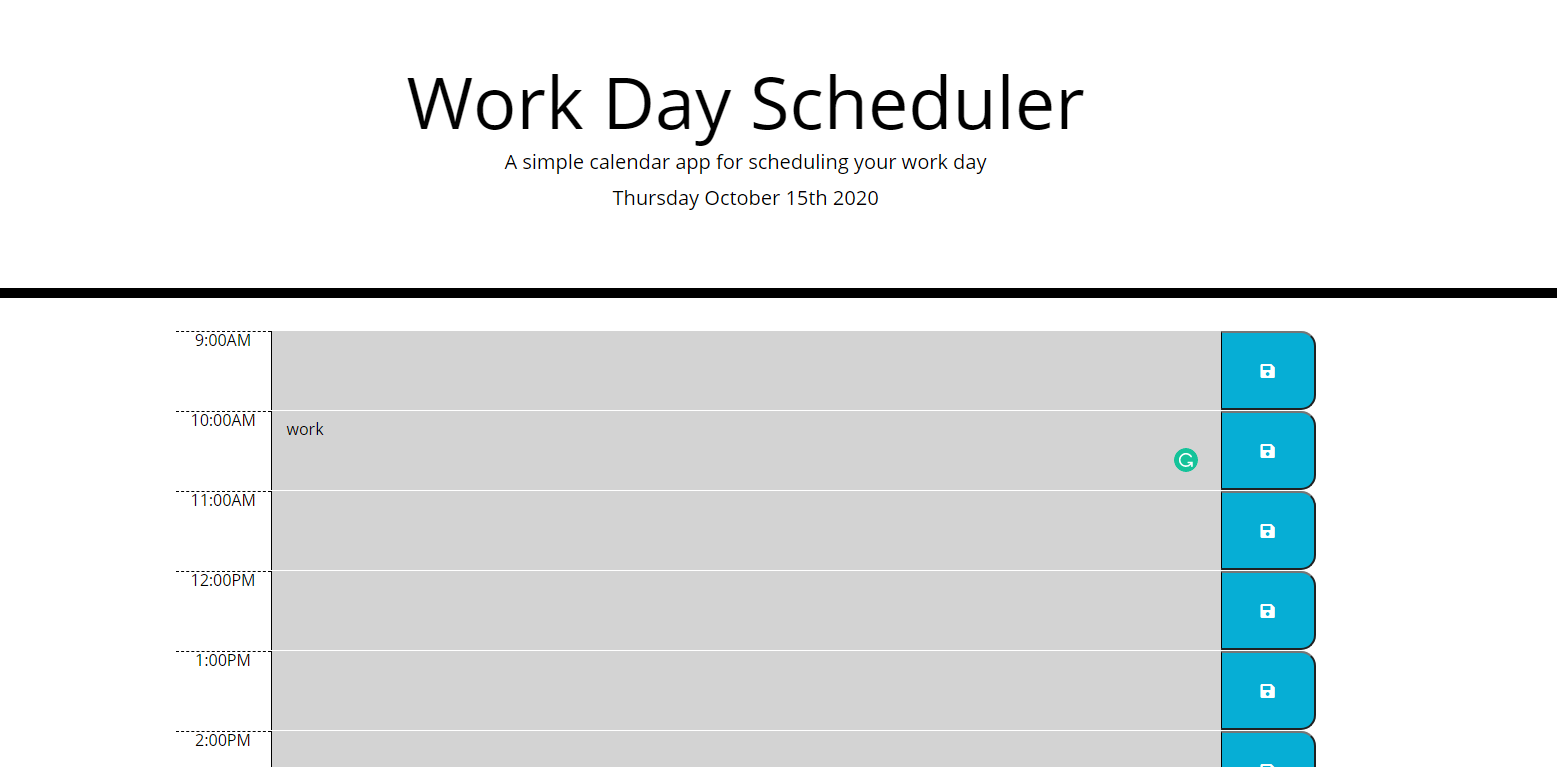 Work Day Scheduler
A simple calendar app for scheduling your work day
Thursday October 15th 2020
9:00AM
10:00AM
work
11:00AM
12:00PM
1:00PM
2:00PM